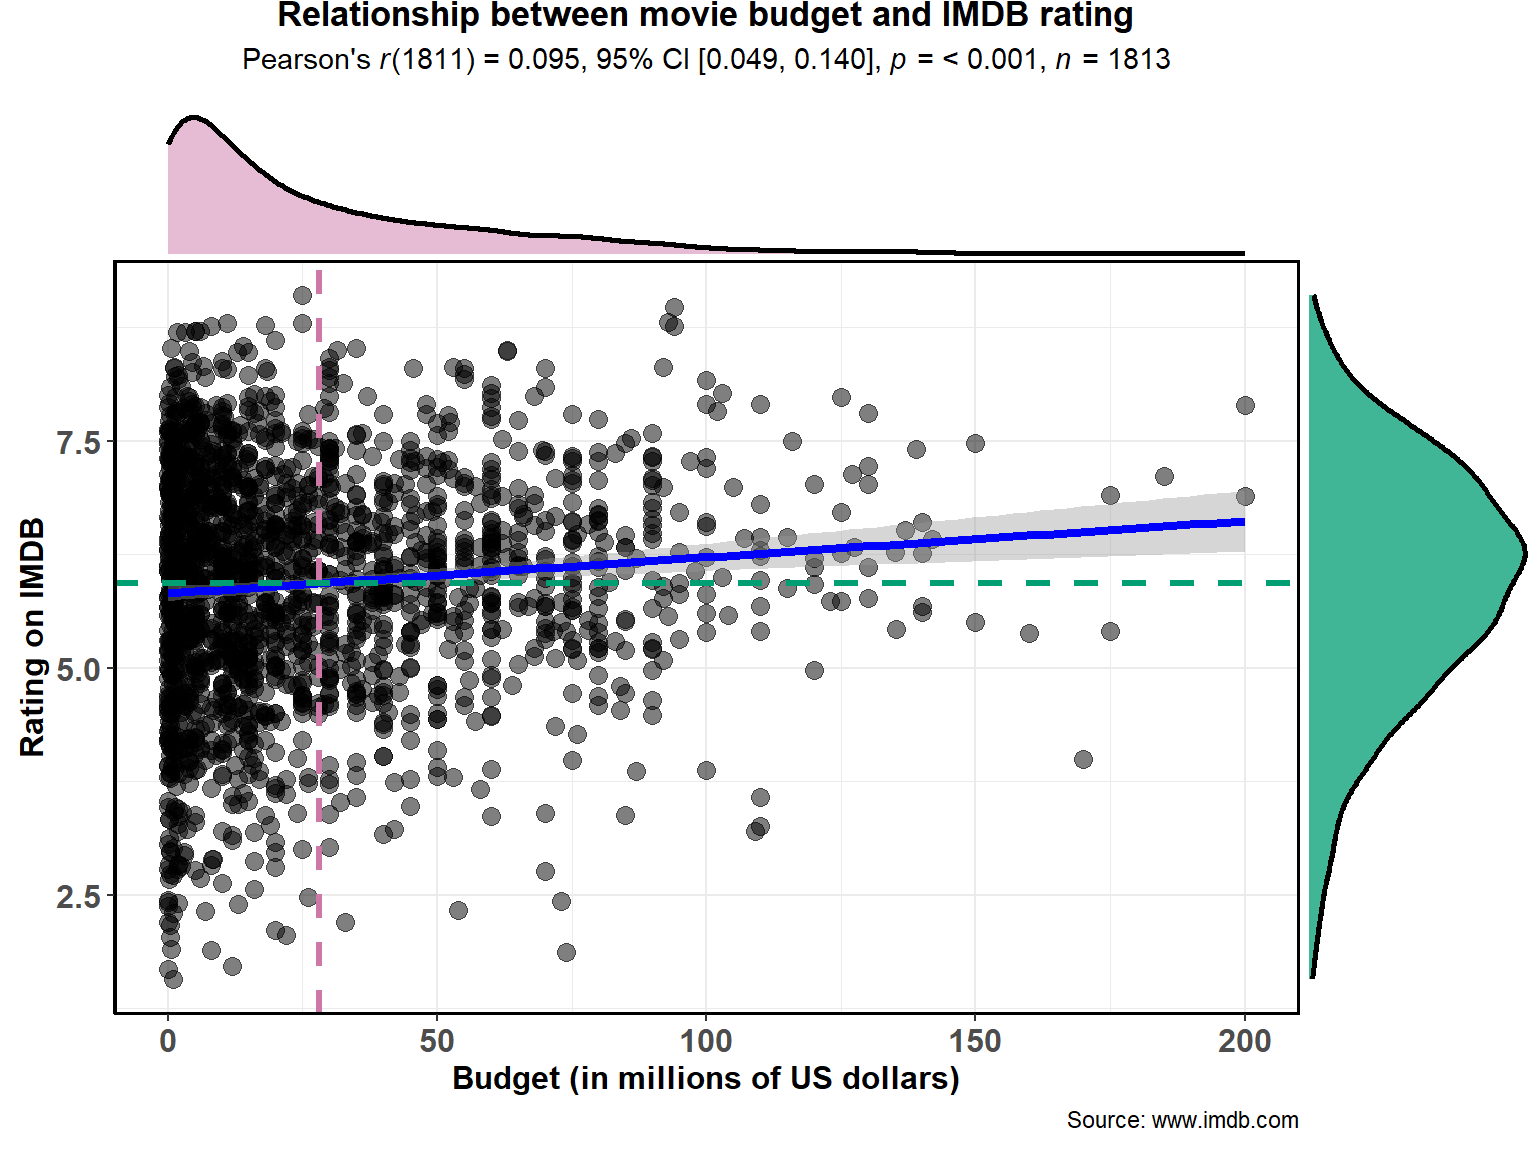 Relationship between movie budget and IMDB rating
Pearson's r(1811) = 0.095, 95% CI [0.049, 0.140], p = < 0.001, n = 1813
7.5
5.0
2.5
Rating on IMDB
0 50 100 150 200
Budget (in millions of US dollars)
Source: www.imdb.com